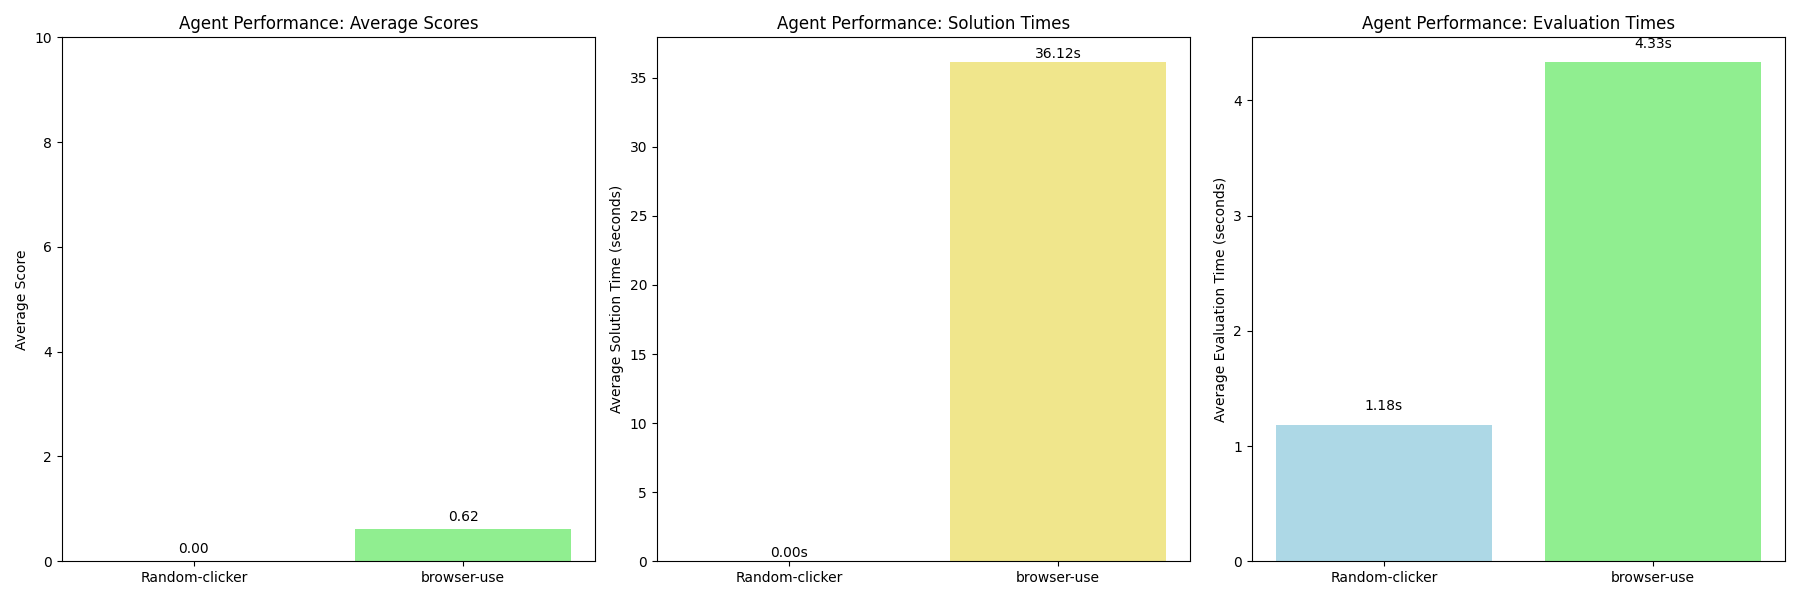 Agent Performance: Average Scores
Average Score
10
8
6
4
2
0
0.00
0.62
Random-clicker
browser-use
Agent Performance: Solution Times
Average Solution Time (seconds)
35
30
25
20
15
10
5
0
0.00s
36.12s
Random-clicker
browser-use
Agent Performance: Evaluation Times
Average Evaluation Time (seconds)
4
3
2
1
0
1.18s
4.33s
Random-clicker
browser-use